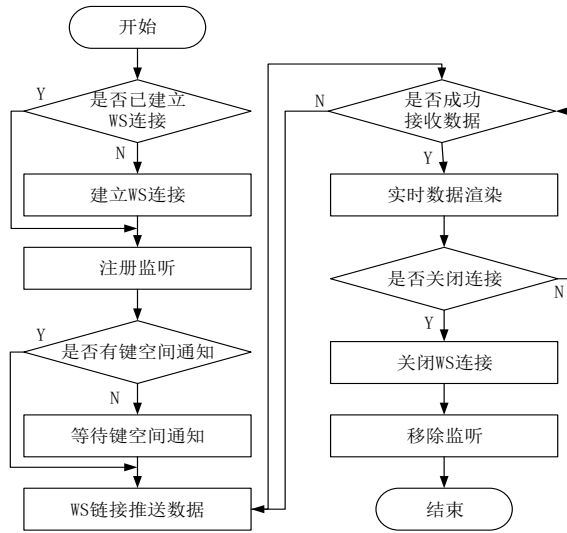 开始
Y
是否已建立
WS连接
N
建立WS连接
注册监听
Y
是否有键空间通知
N
等待键空间通知
WS链接推送数据
N
是否成功
接收数据
Y
实时数据渲染
是否关闭连接
N
Y
关闭WS连接
移除监听
结束